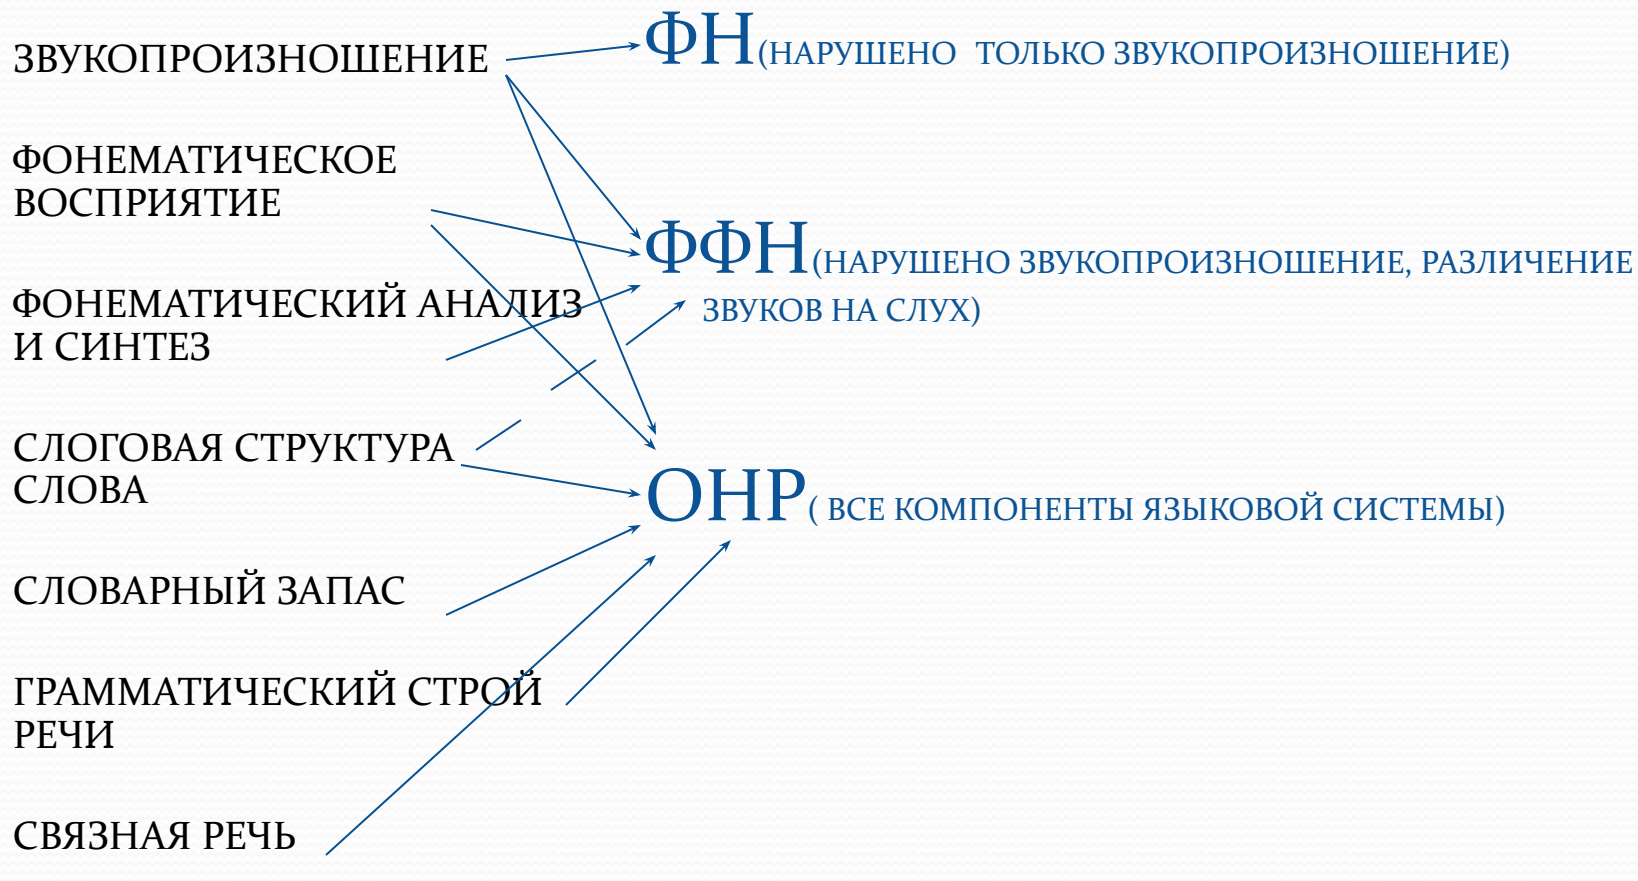 ЗВУКОПРОИЗНОШЕНИЕ
ФОНЕМАТИЧЕСКОЕ
ВОСПРИЯТИЕ
ФОНЕМАТИЧЕСКИЙ АНАЛИЗ
И СИНТЕЗ
СЛОГОВАЯ СТРУКТУРА
СЛОВА
СЛОВАРНЫЙ ЗАПАС
ГРАММАТИЧЕСКИЙ СТРОЙ
РЕЧИ
СВЯЗНАЯ РЕЧЬ
ФН(НАРУШЕНО ТОЛЬКО ЗВУКОПРОИЗНОШЕНИЕ)
ФФН(НАРУШЕНО ЗВУКОПРОИЗНОШЕНИЕ, РАЗЛИЧЕНИЕ
ЗВУКОВ НА СЛУХ)
ОНР( ВСЕ КОМПОНЕНТЫ ЯЗЫКОВОЙ СИСТЕМЫ)